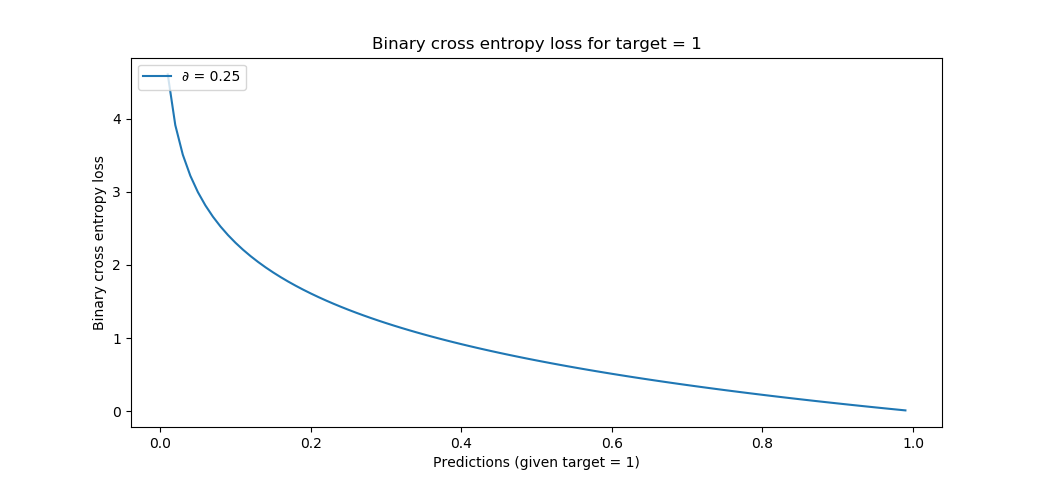 Binary cross entropy loss for target = 1
∂ = 0.25
Binary cross entropy loss
4
3
2
1
0
0.0 0.2 0.4 0.6 0.8 1.0
Predictions (given target = 1)